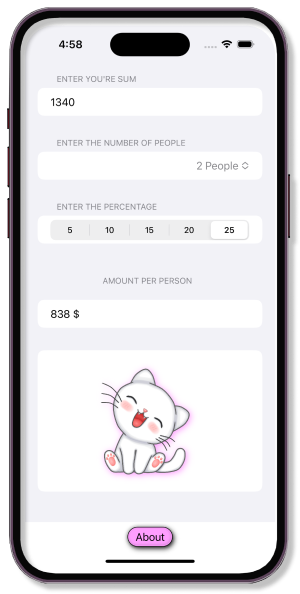 4:58
ENTER YOU'RE SUM
1340
ENTER THE NUMBER OF PEOPLE
2 People
ENTER THE PERCENTAGE
5 10 15 20 25
AMOUNT PER PERSON
838 $
About